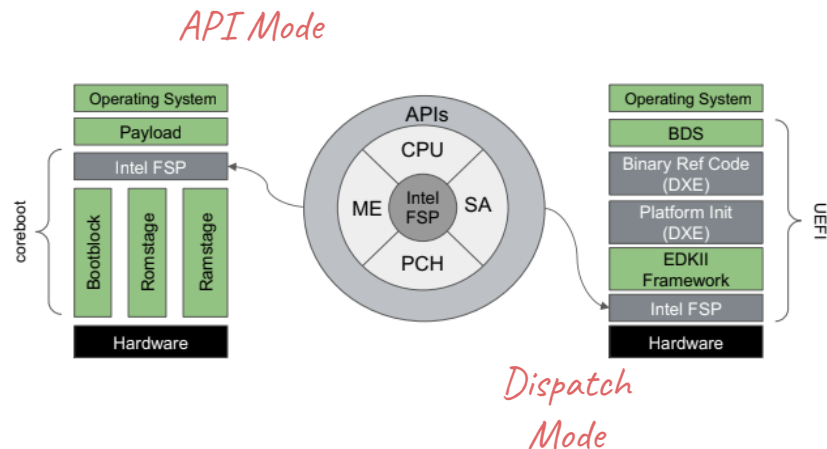 API Mode
Operating System
Payload
Intel FSP
Bootblock
Romstage
Ramstage
Hardware
coreboot
APIs
CPU
ME
Intel
FSP
SA
PCH
Operating System
BDS
Binary Ref Code
(DXE)
Platform Init
(DXE)
EDKII
Framework
Intel FSP
Hardware
UEFI
Dispatch
Mode